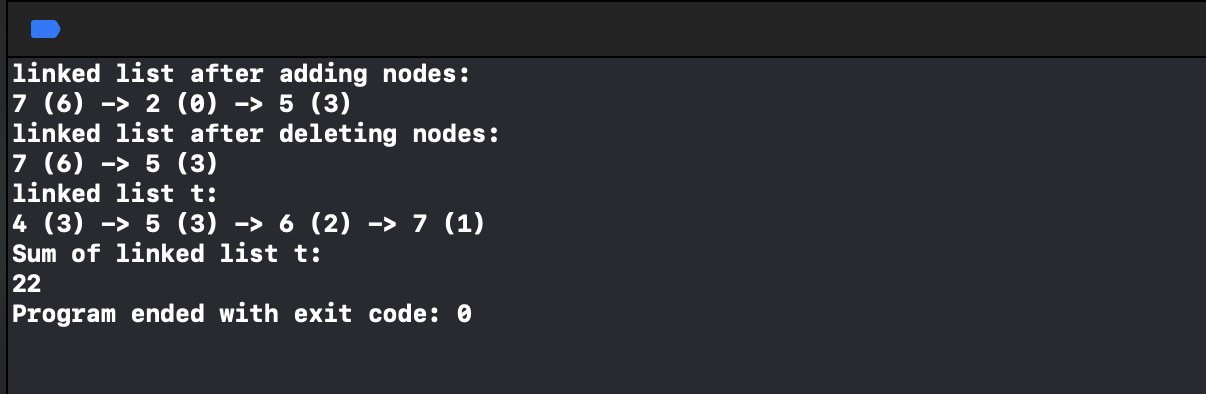 linked list after adding nodes:
7 (6) -> 2 (0) -> 5 (3)
linked list after deleting nodes:
7 (6) -> 5 (3)
linked list t:
4 (3) -> 5 (3) -> 6 (2) -> 7 (1)
Sum of linked list t:
22
Program ended with exit code: 0